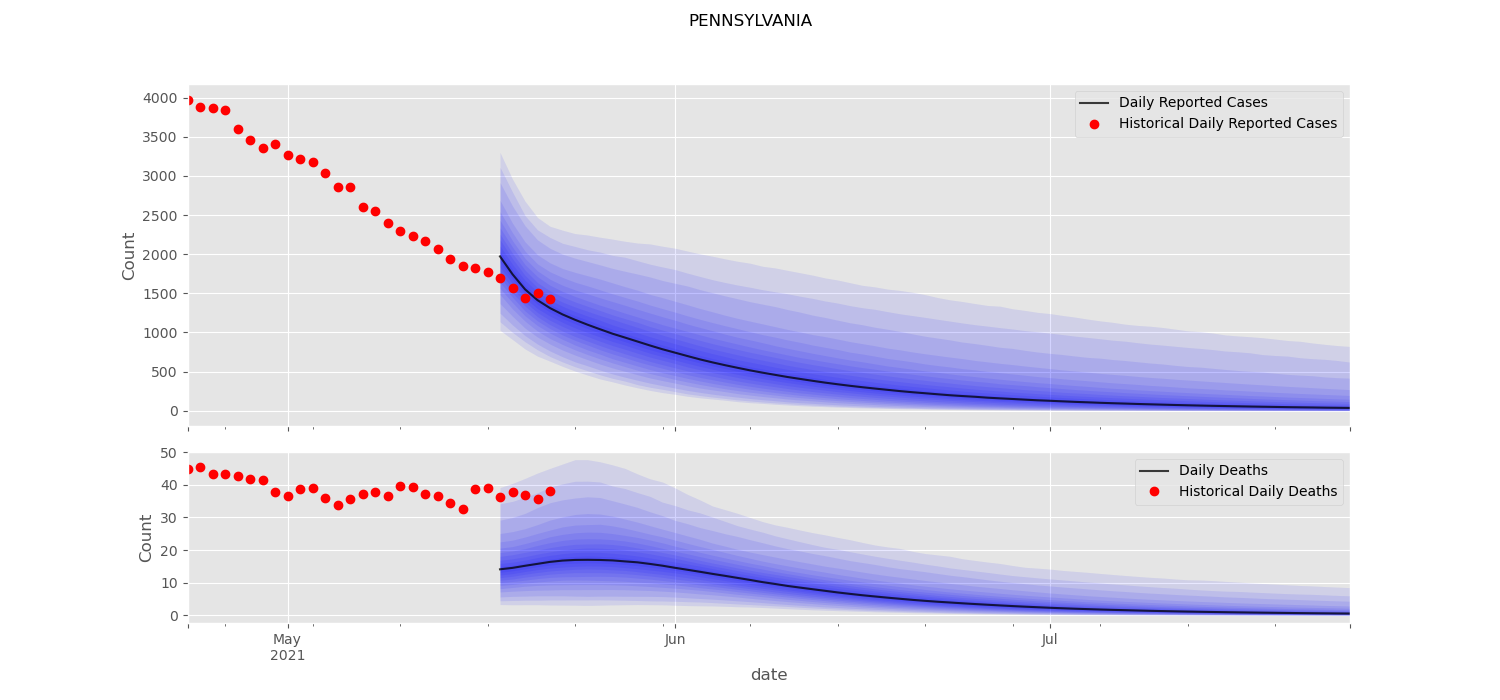 PENNSYLVANIA
Count
4000
3500
3000
2500
2000
1500
1000
500
0
Daily Reported Cases
Historical Daily Reported Cases
Count
50
40
30
20
10
0
Daily Deaths
Historical Daily Deaths
May
2021
Jun
Jul
date